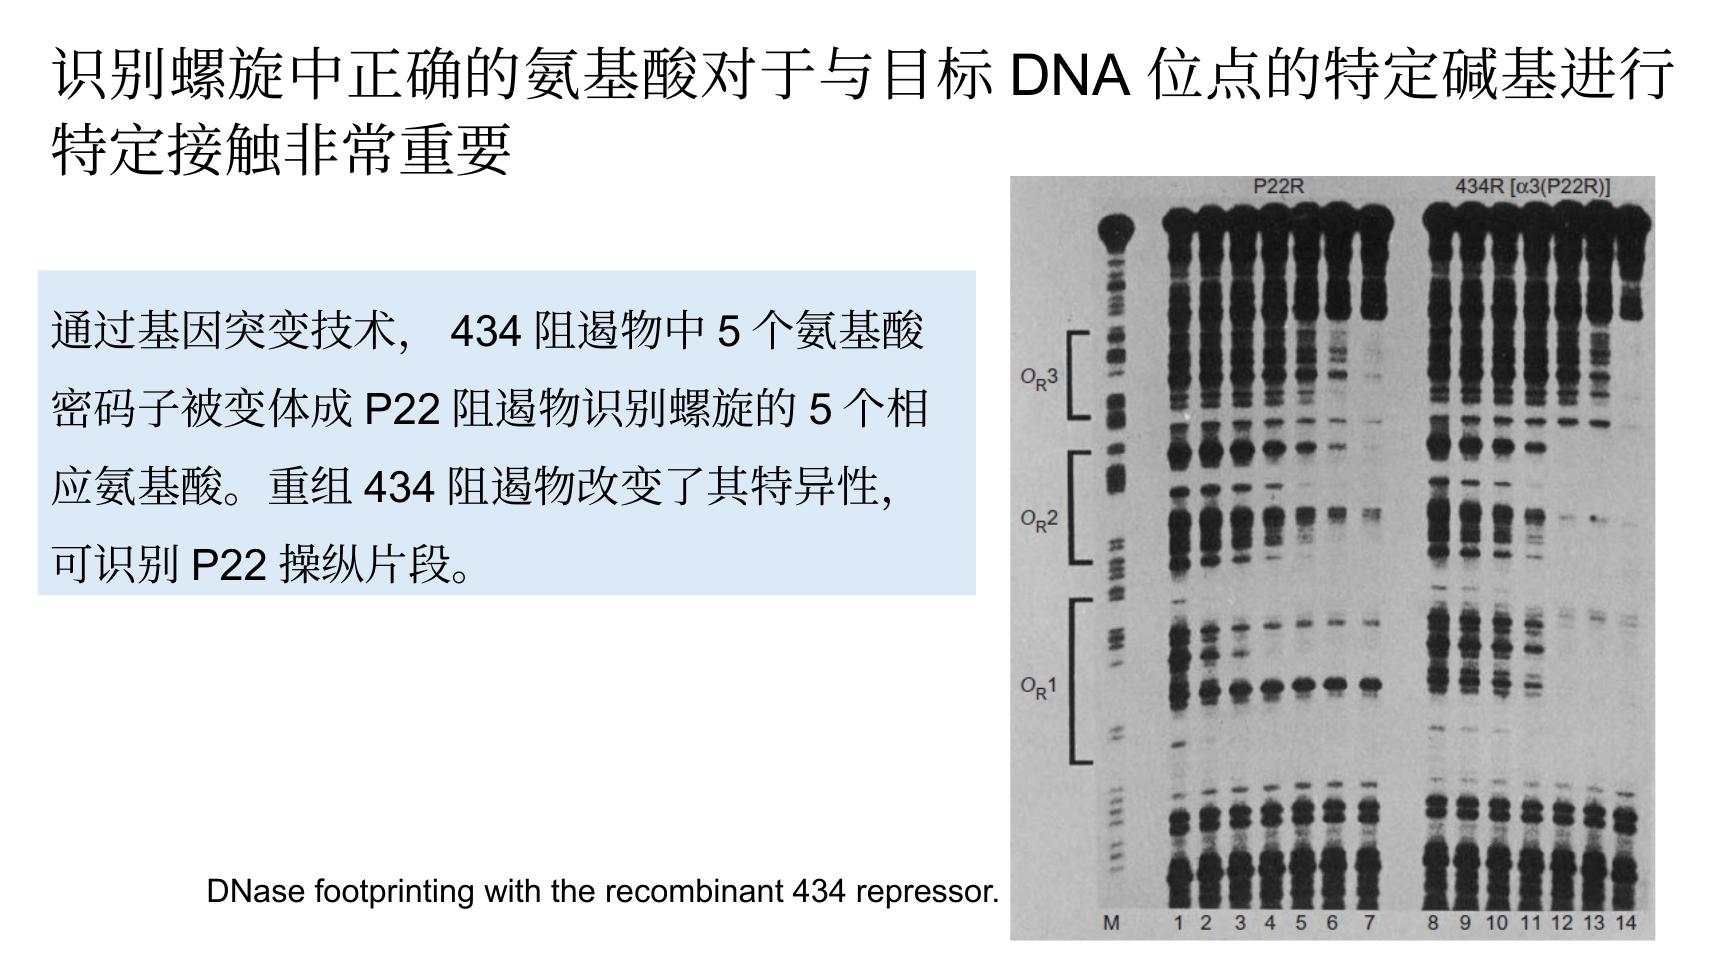 识别螺旋中正确的氨基酸对于与目标 DNA 位点的特定碱基进行
特定接触非常重要
通过基因突变技术， 434 阻遏物中 5 个氨基酸
密码子被变体成 P22 阻遏物识别螺旋的 5 个相
应氨基酸。重组 434 阻遏物改变了其特异性，
可识别 P22 操纵片段。
P22R 434R [α3(P22R)]
OR3
OR2
OR1
M 1 2 3 4 5 6 7 8 9 10 11 12 13 14
DNase footprinting with the recombinant 434 repressor.